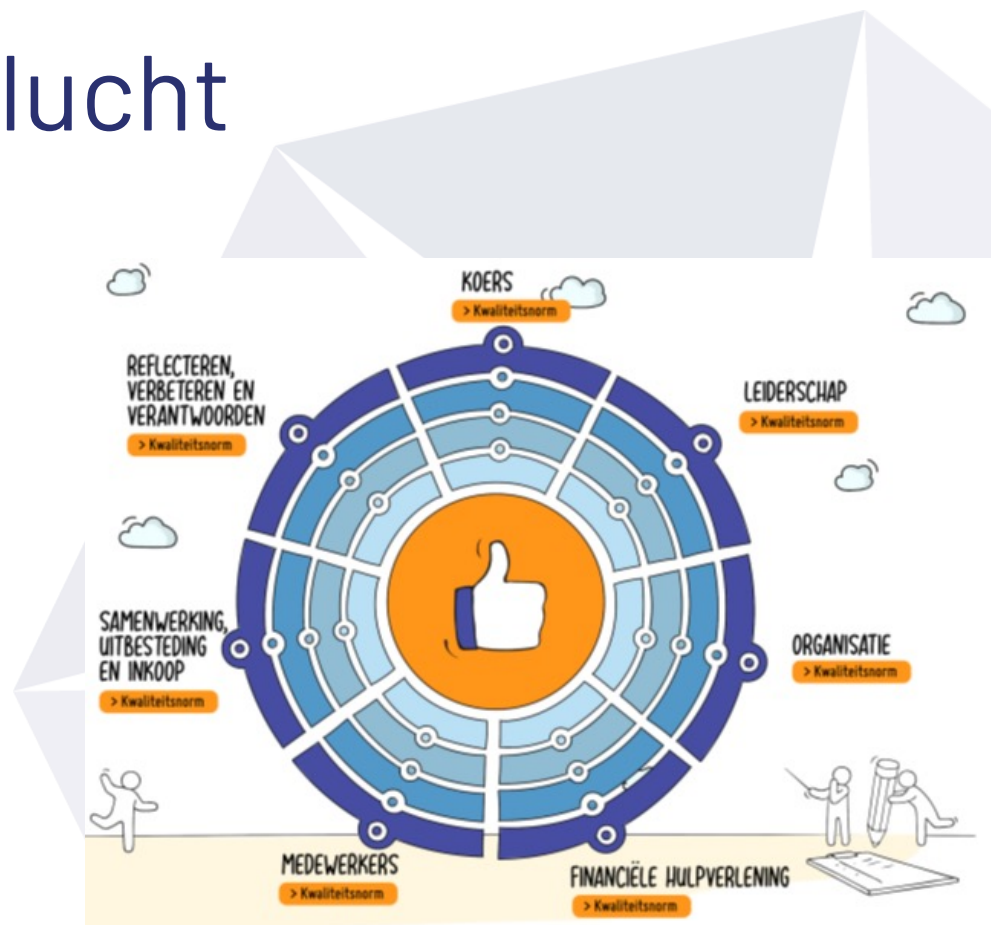 lucht
KOERS
> Kwaliteitsnorm
REFLECTEREN,
VERBETEREN EN
VERANTWOORDEN
> Kwaliteitsnorm
LEIDERSCHAP
> Kwaliteitsnorm
SAMENWERKING,
UITBESTEDING
EN INKOOP
> Kwaliteitsnorm
ORGANISATIE
> Kwaliteitsnorm
MEDEWERKERS
> Kwaliteitsnorm
FINANCIËLE HULPVERLENING
> Kwaliteitsnorm